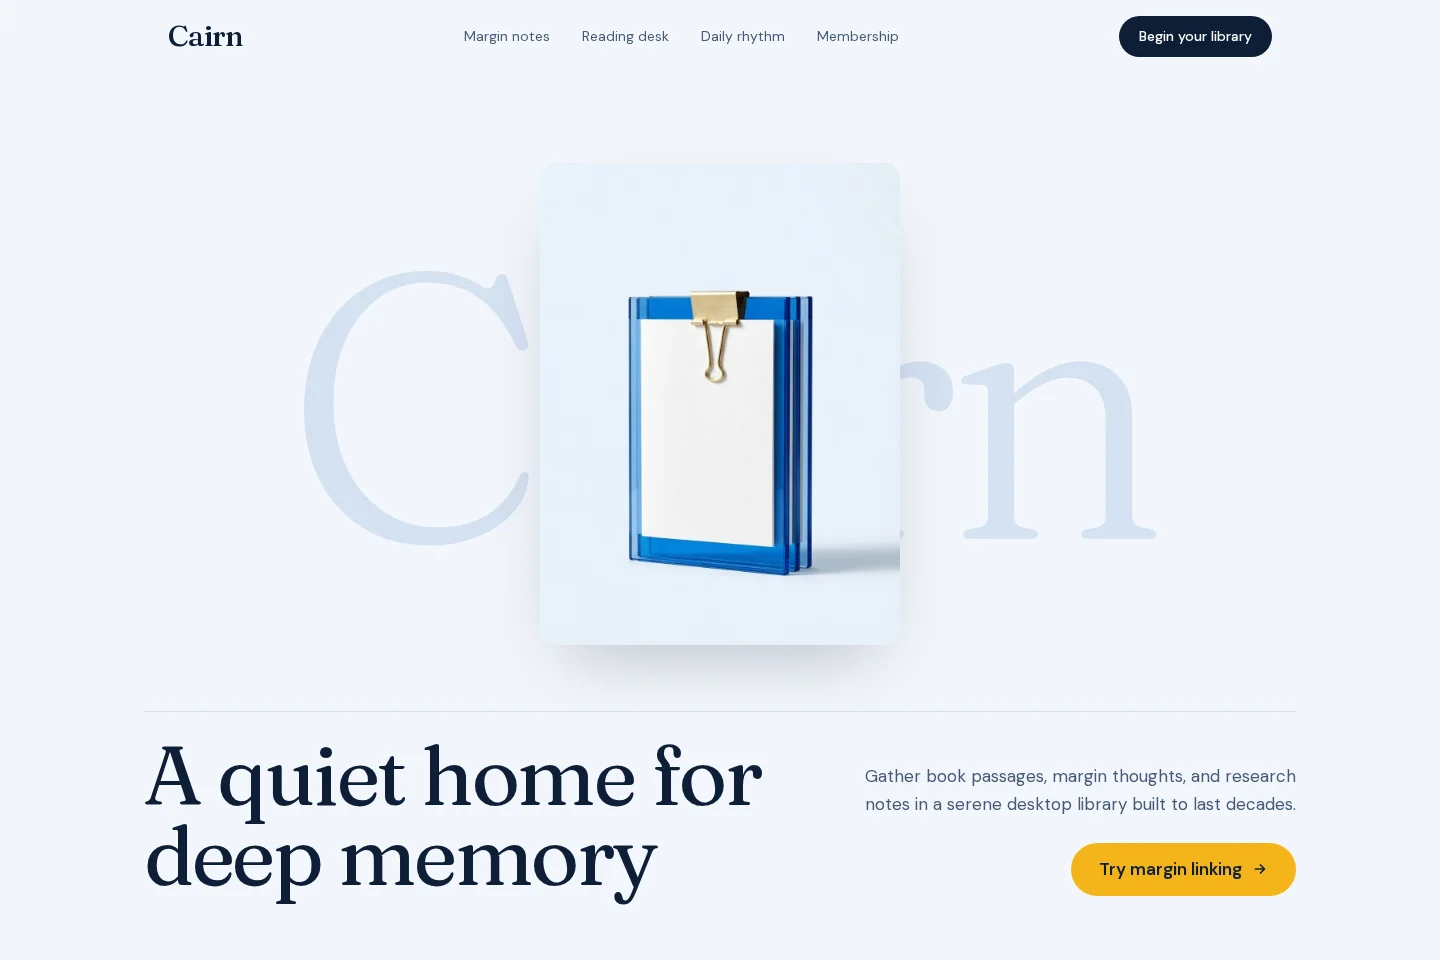 Cairn
Margin notes
Reading desk
Daily rhythm
Membership
Begin your library
C rn
A quiet home for
deep memory
Gather book passages, margin thoughts, and research
notes in a serene desktop library built to last decades.
Try margin linking →